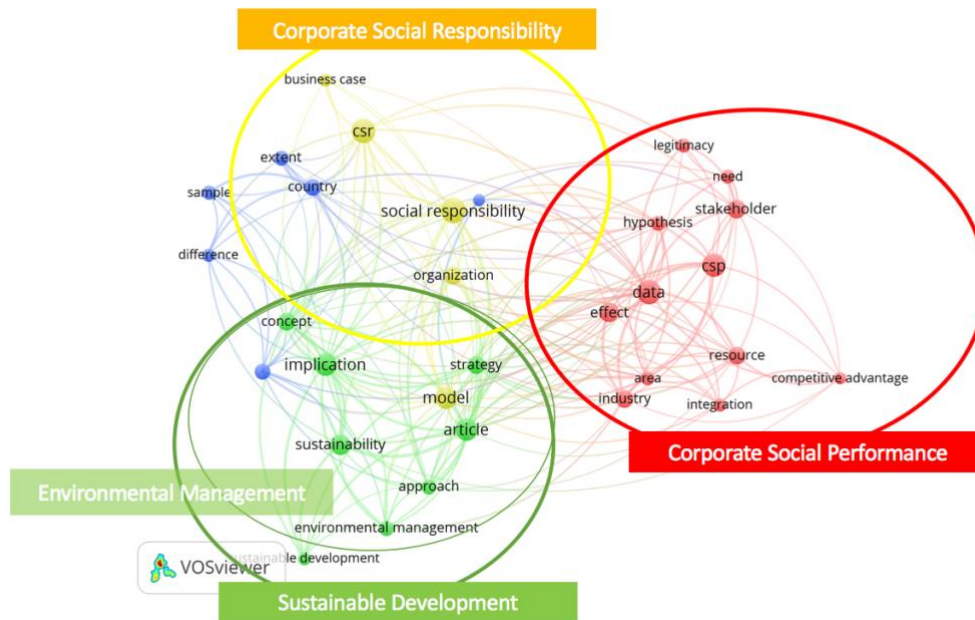 Corporate Social Responsibility
business case
csr
extent
country
sample
social responsibility
difference
organization
legitimacy
need
stakeholder
hypothesis
csp
data
effect
resource
area
competitive advantage
industry
integration
Corporate Social Performance
concept
implication
strategy
model
article
sustainability
approach
Environmental Management
environmental management
sustainable development
VOSviewer
Sustainable Development